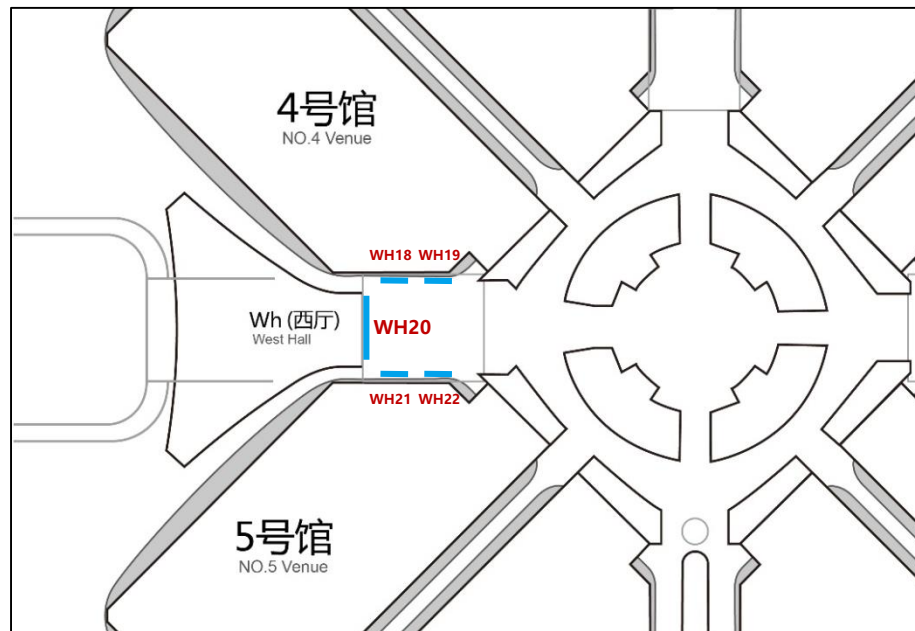 4号馆
NO.4 Venue
WH18 WH19
Wh (西厅)
West Hall
WH20
WH21 WH22
5号馆
NO.5 Venue